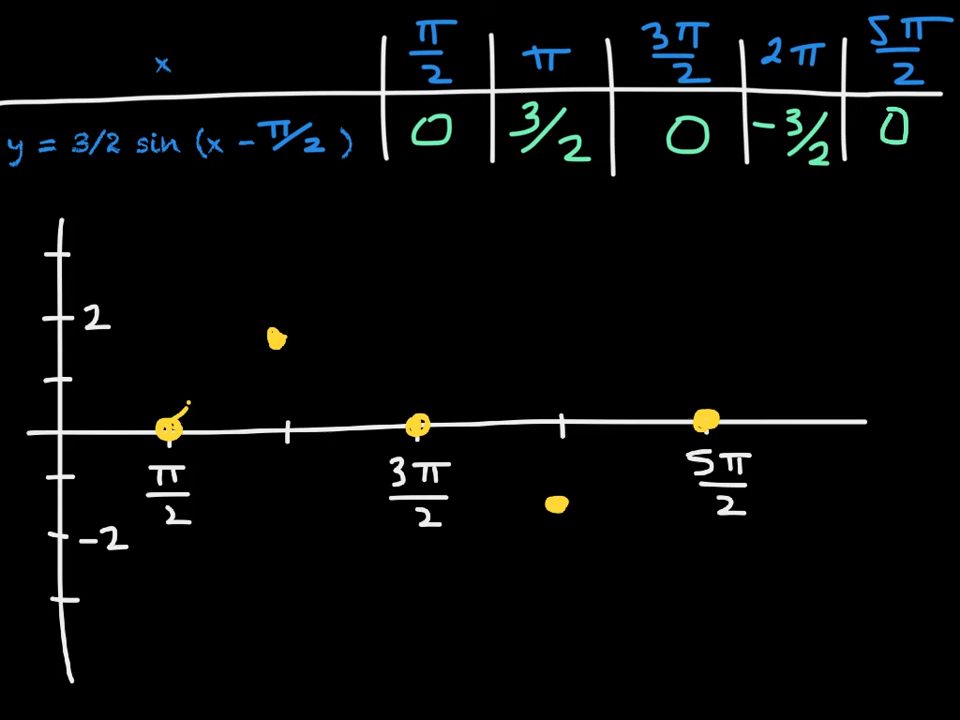 x π/2 π 3π/2 2π 5π/2
y = 3/2 sin (x - π/2) 0 3/2 0 -3/2 0
2
π/2 3π/2 5π/2
-2